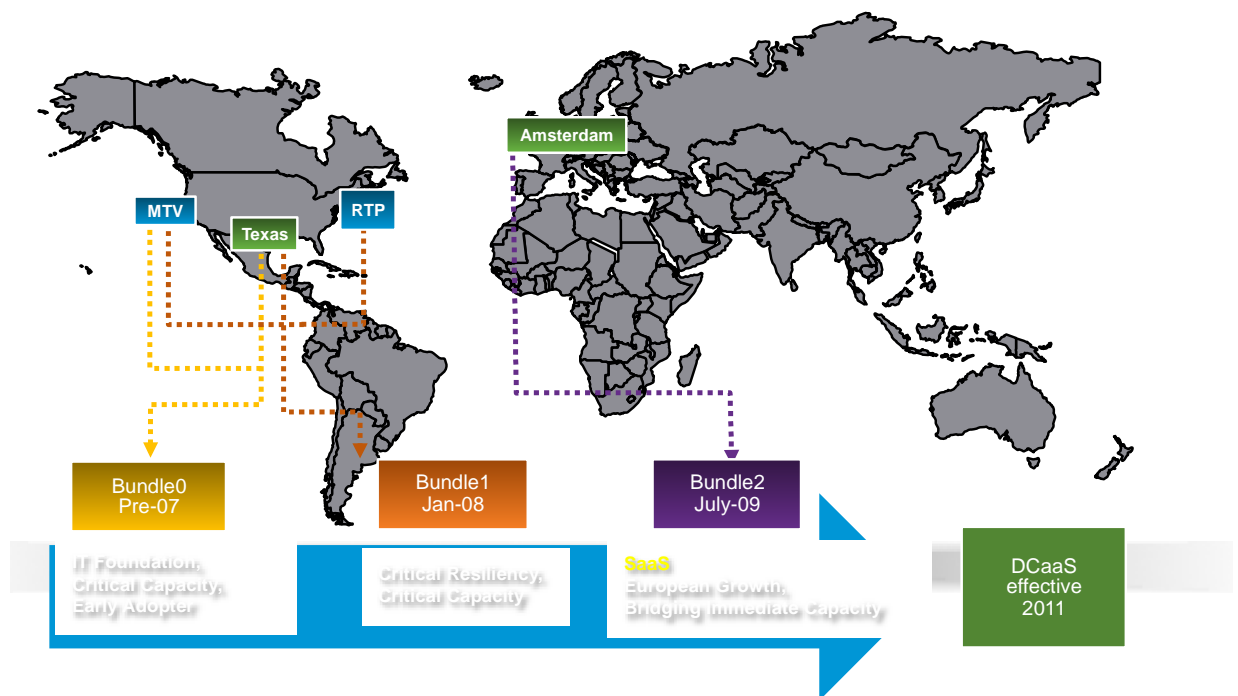 Amsterdam
MTV
RTP
Texas
Bundle0
Pre-07
Bundle1
Jan-08
Bundle2
July-09
IT Foundation,
Critical Capacity,
Early Adopter
Critical Resiliency,
Critical Capacity
SaaS
European Growth,
Bridging Immediate Capacity
DCaaS
effective
2011